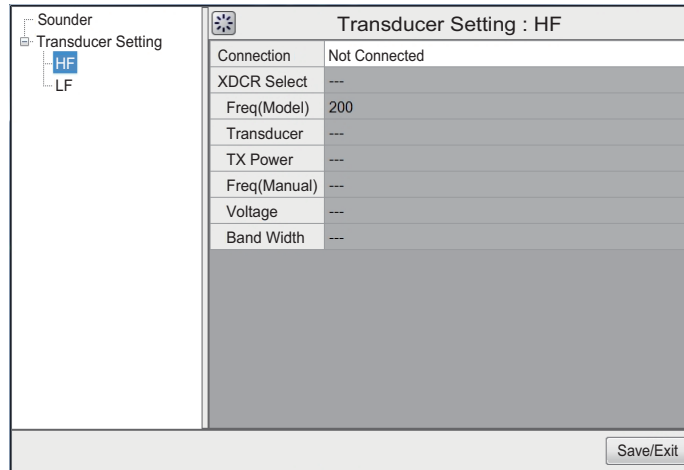 Sounder
Transducer Setting
HF
LF
Transducer Setting : HF
Connection Not Connected
XDCR Select ---
Freq(Model) 200
Transducer ---
TX Power ---
Freq(Manual) ---
Voltage ---
Band Width ---
Save/Exit